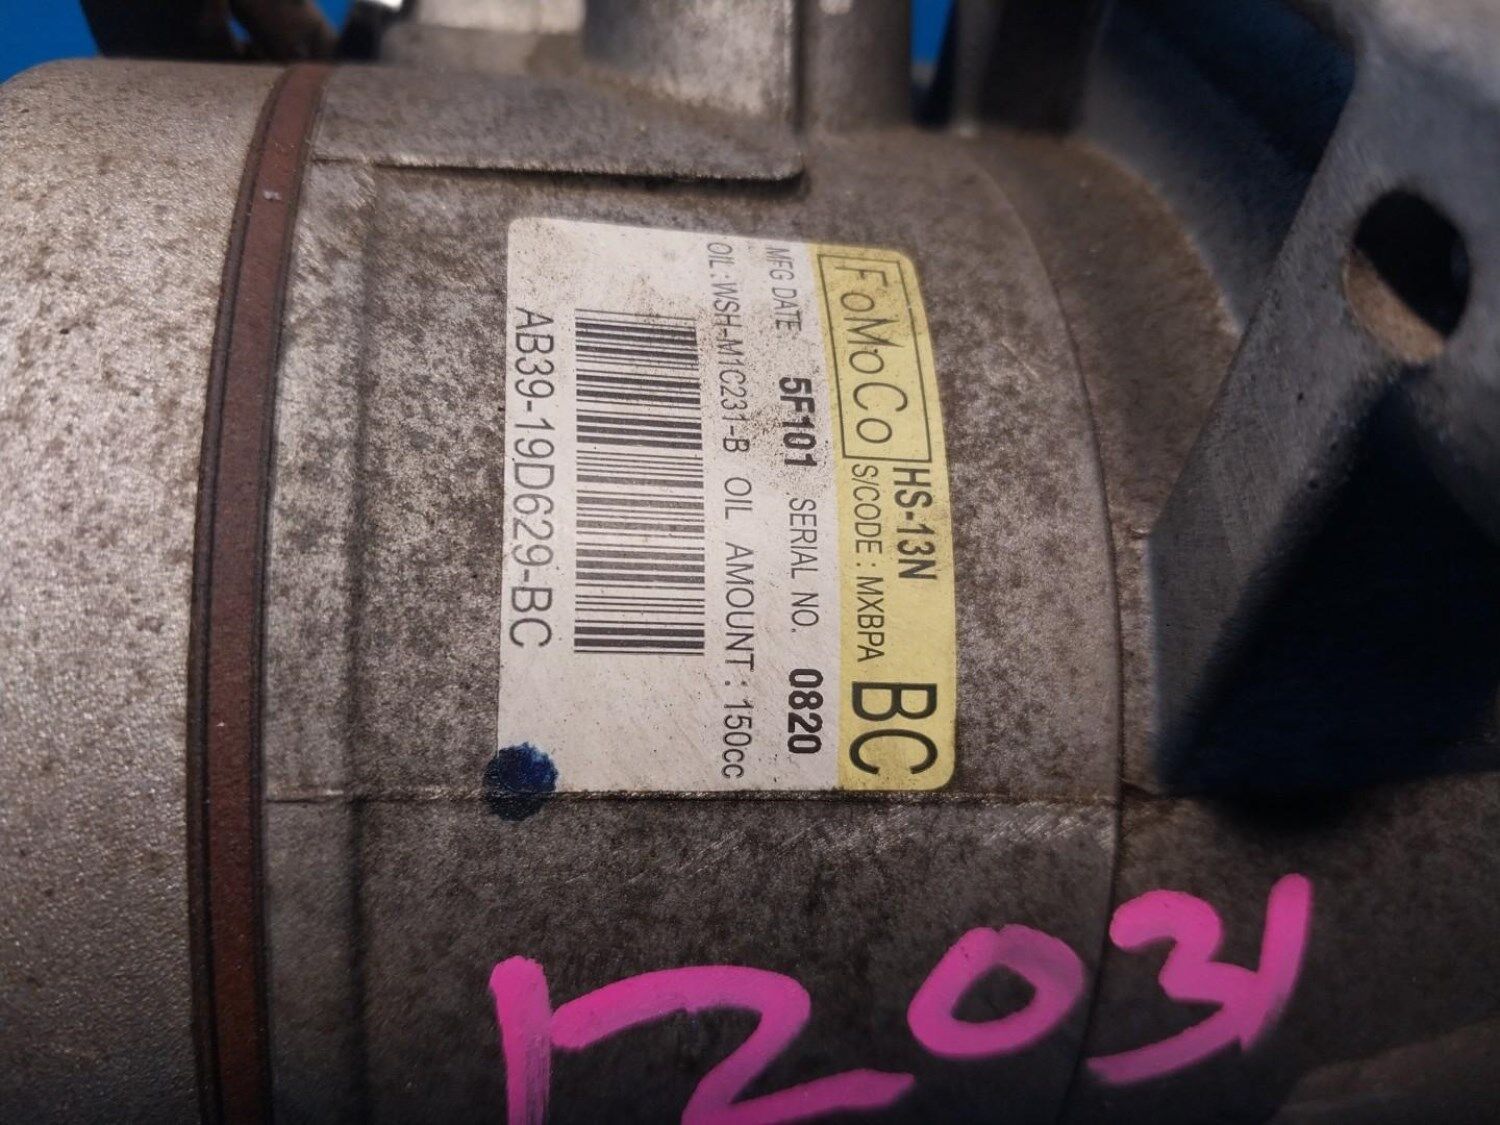 FoMoCo HS-13N
S/CODE : MXBPA BC
MFG DATE. 5F101 SERIAL NO. 0820
OIL : WSH-M1C231-B OIL AMOUNT : 150cc
AB39-19D629-BC
12031